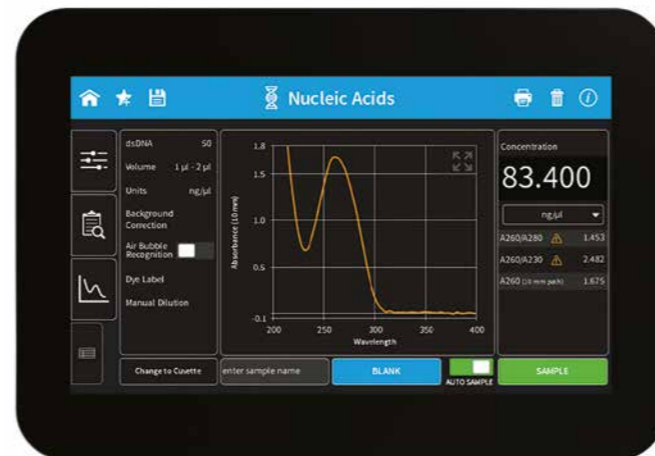 Nucleic Acids
dsDNA 50
Volume 1 µl - 2 µl
Units ng/µl
Background
Correction
Air Bubble
Recognition
Dye Label
Manual Dilution
Absorbance (10 mm)
1.8
1.5
1.0
0.5
-0.1
200 250 300 350 400
Wavelength
Concentration
83.400
ng/µl
A260/A280 1.453
A260/A230 2.482
A260 (10 mm path) 1.675
Change to Cuvette
enter sample name
BLANK
AUTO SAMPLE
SAMPLE